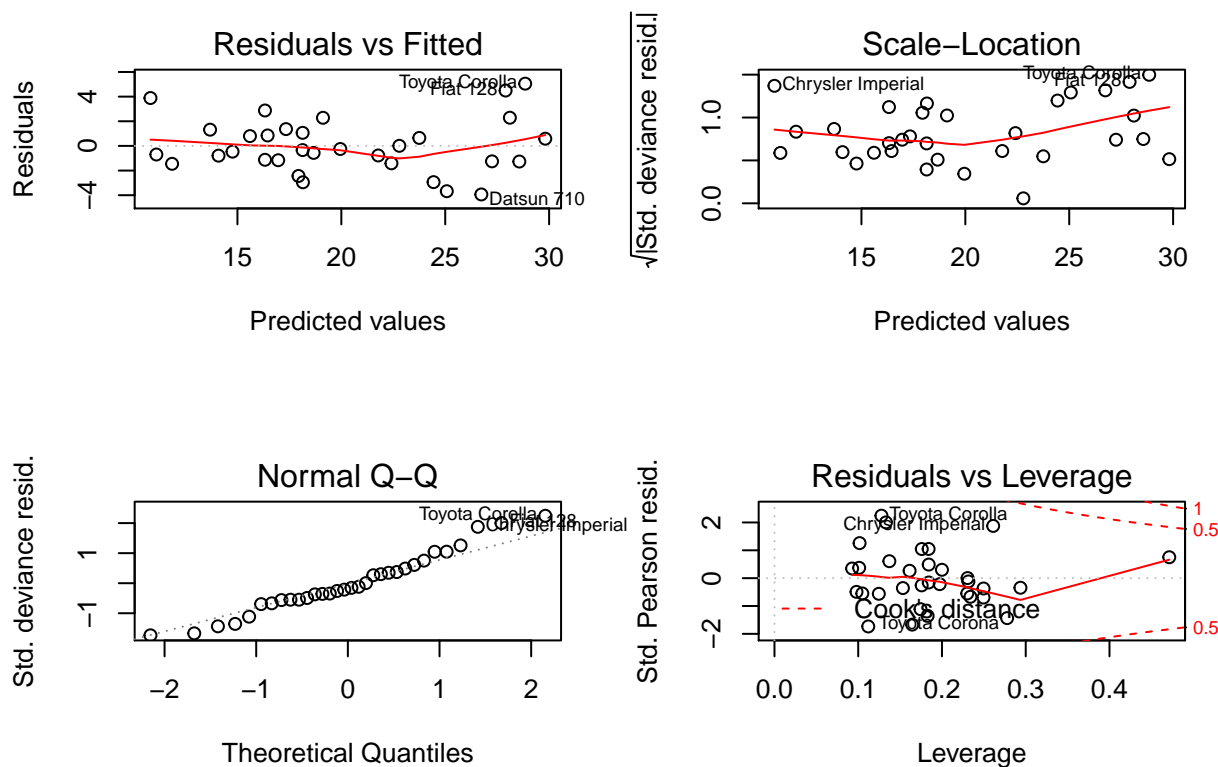 Residuals vs Fitted
Residuals
−4
0
4
Toyota Corolla
Fiat 128
Datsun 710
15
20
25
30
Predicted values
Scale−Location
√|Std. deviance resid.|
0.0
1.0
Chrysler Imperial
Toyota Corolla
Fiat 128
15
20
25
30
Predicted values
Normal Q−Q
Std. deviance resid.
−1
1
Toyota Corolla
Fiat 128
Chrysler Imperial
−2
−1
0
1
2
Theoretical Quantiles
Residuals vs Leverage
Std. Pearson resid.
−2
0
2
Toyota Corolla
Chrysler Imperial
Cook's distance
Toyota Corona
1
0.5
0.5
0.0
0.1
0.2
0.3
0.4
Leverage